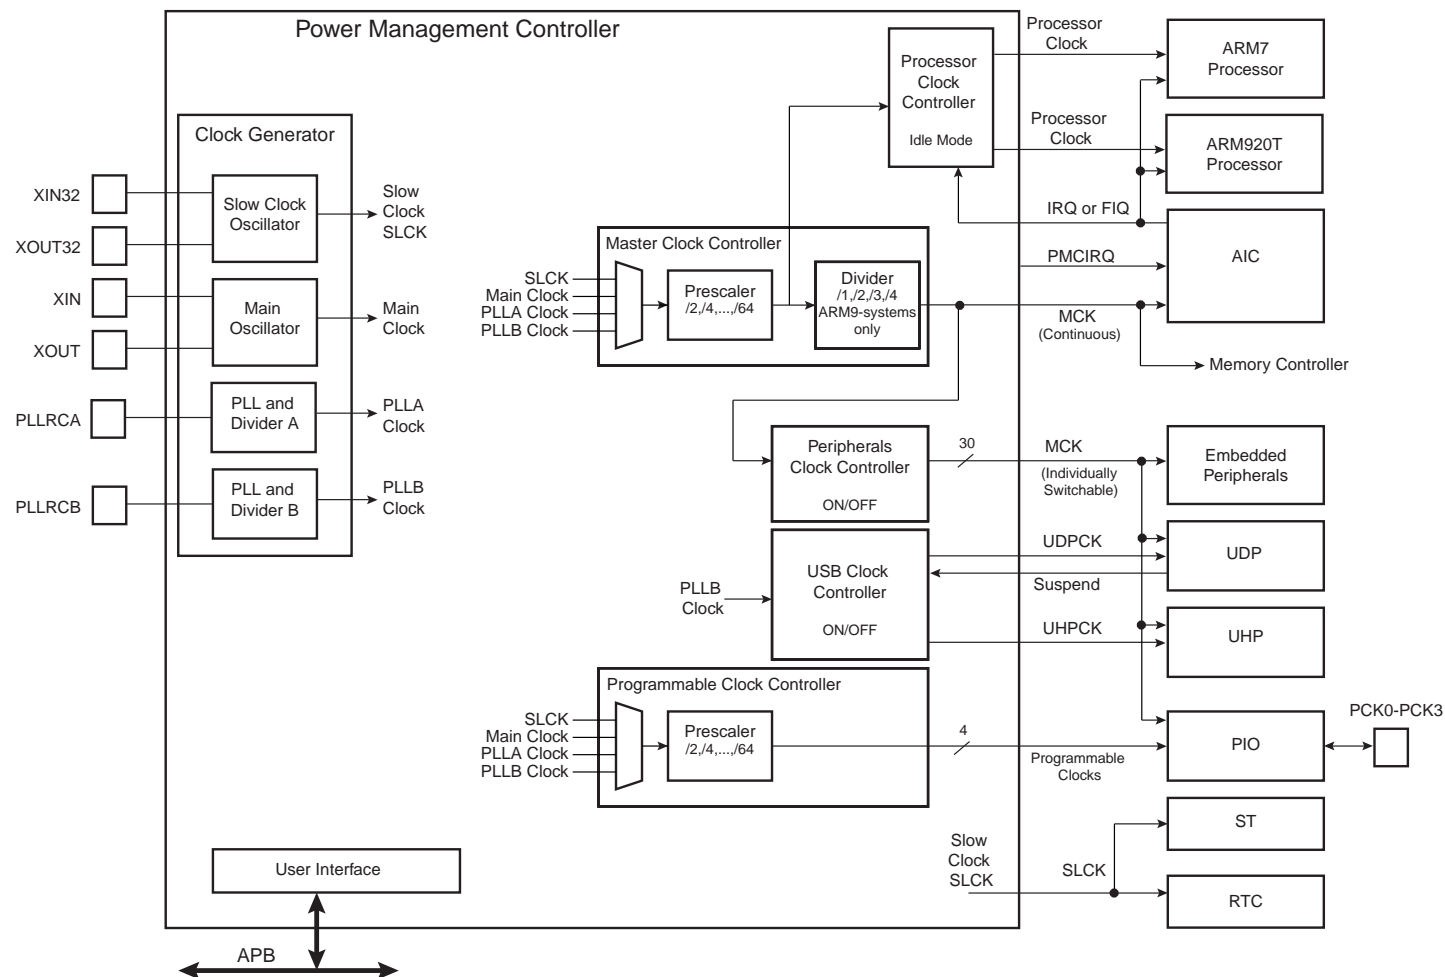 Power Management Controller
Clock Generator
XIN32
XOUT32
XIN
XOUT
PLLRCA
PLLRCB
Slow Clock
Oscillator
Main
Oscillator
PLL and
Divider A
PLL and
Divider B
Slow
Clock
SLCK
Main
Clock
PLLA
Clock
PLLB
Clock
Processor
Clock
Controller
Idle Mode
Processor
Clock
ARM7
Processor
Processor
Clock
ARM920T
Processor
IRQ or FIQ
PMCIRQ
AIC
MCK
(Continuous)
Memory Controller
Master Clock Controller
SLCK
Main Clock
PLLA Clock
PLLB Clock
Prescaler
/2,/4,...,/64
Divider
/1,/2,/3,/4
ARM9-systems
only
Peripherals
Clock Controller
ON/OFF
30
MCK
(Individually
Switchable)
Embedded
Peripherals
USB Clock
Controller
ON/OFF
PLLB
Clock
UDPCK
Suspend
UDP
UHPCK
UHP
Programmable Clock Controller
SLCK
Main Clock
PLLA Clock
PLLB Clock
Prescaler
/2,/4,...,/64
4
Programmable
Clocks
PIO
PCK0-PCK3
Slow
Clock
SLCK
SLCK
ST
RTC
User Interface
APB